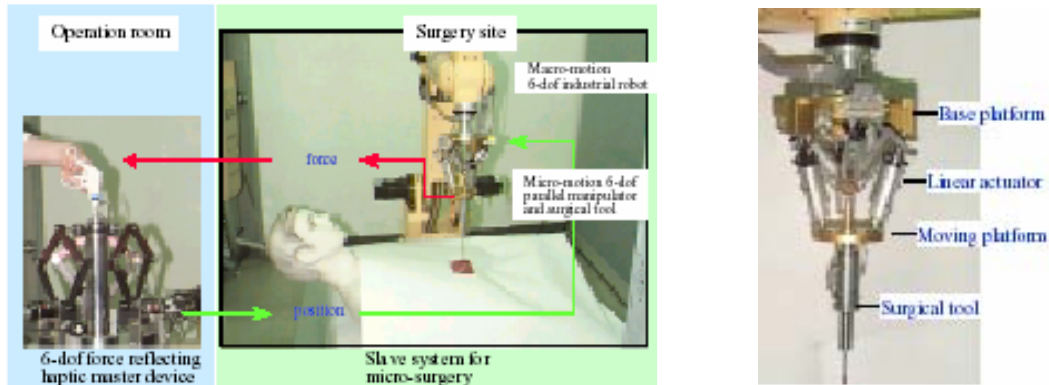 Operation room
Surgery site
Macro-motion
6-dof industrial robot
force
Micro-motion 6-dof
parallel manipulator
and surgical tool
position
6-dof force reflecting
haptic master device
Slave system for
micro-surgery
Base platform
Linear actuator
Moving platform
Surgical tool